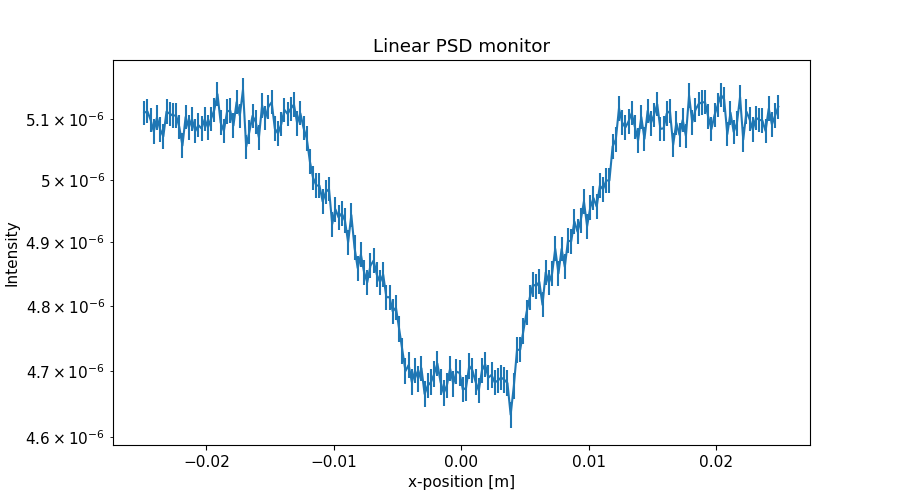 Linear PSD monitor
Intensity
5.1 × 10⁻⁶
5 × 10⁻⁶
4.9 × 10⁻⁶
4.8 × 10⁻⁶
4.7 × 10⁻⁶
4.6 × 10⁻⁶
−0.02 −0.01 0.00 0.01 0.02
x-position [m]